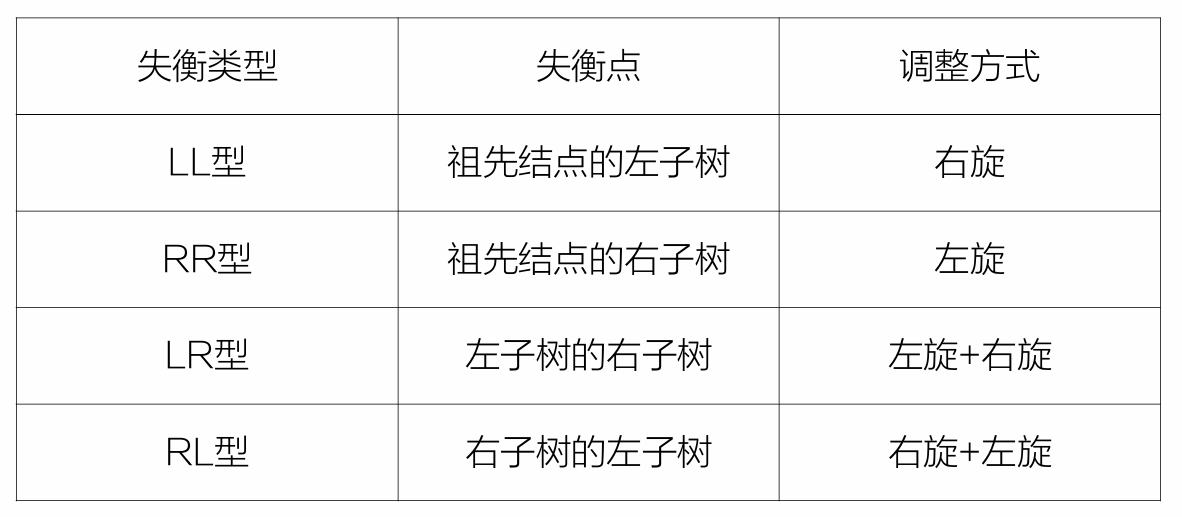 失衡类型 失衡点 调整方式
LL型 祖先结点的左子树 右旋
RR型 祖先结点的右子树 左旋
LR型 左子树的右子树 左旋+右旋
RL型 右子树的左子树 右旋+左旋